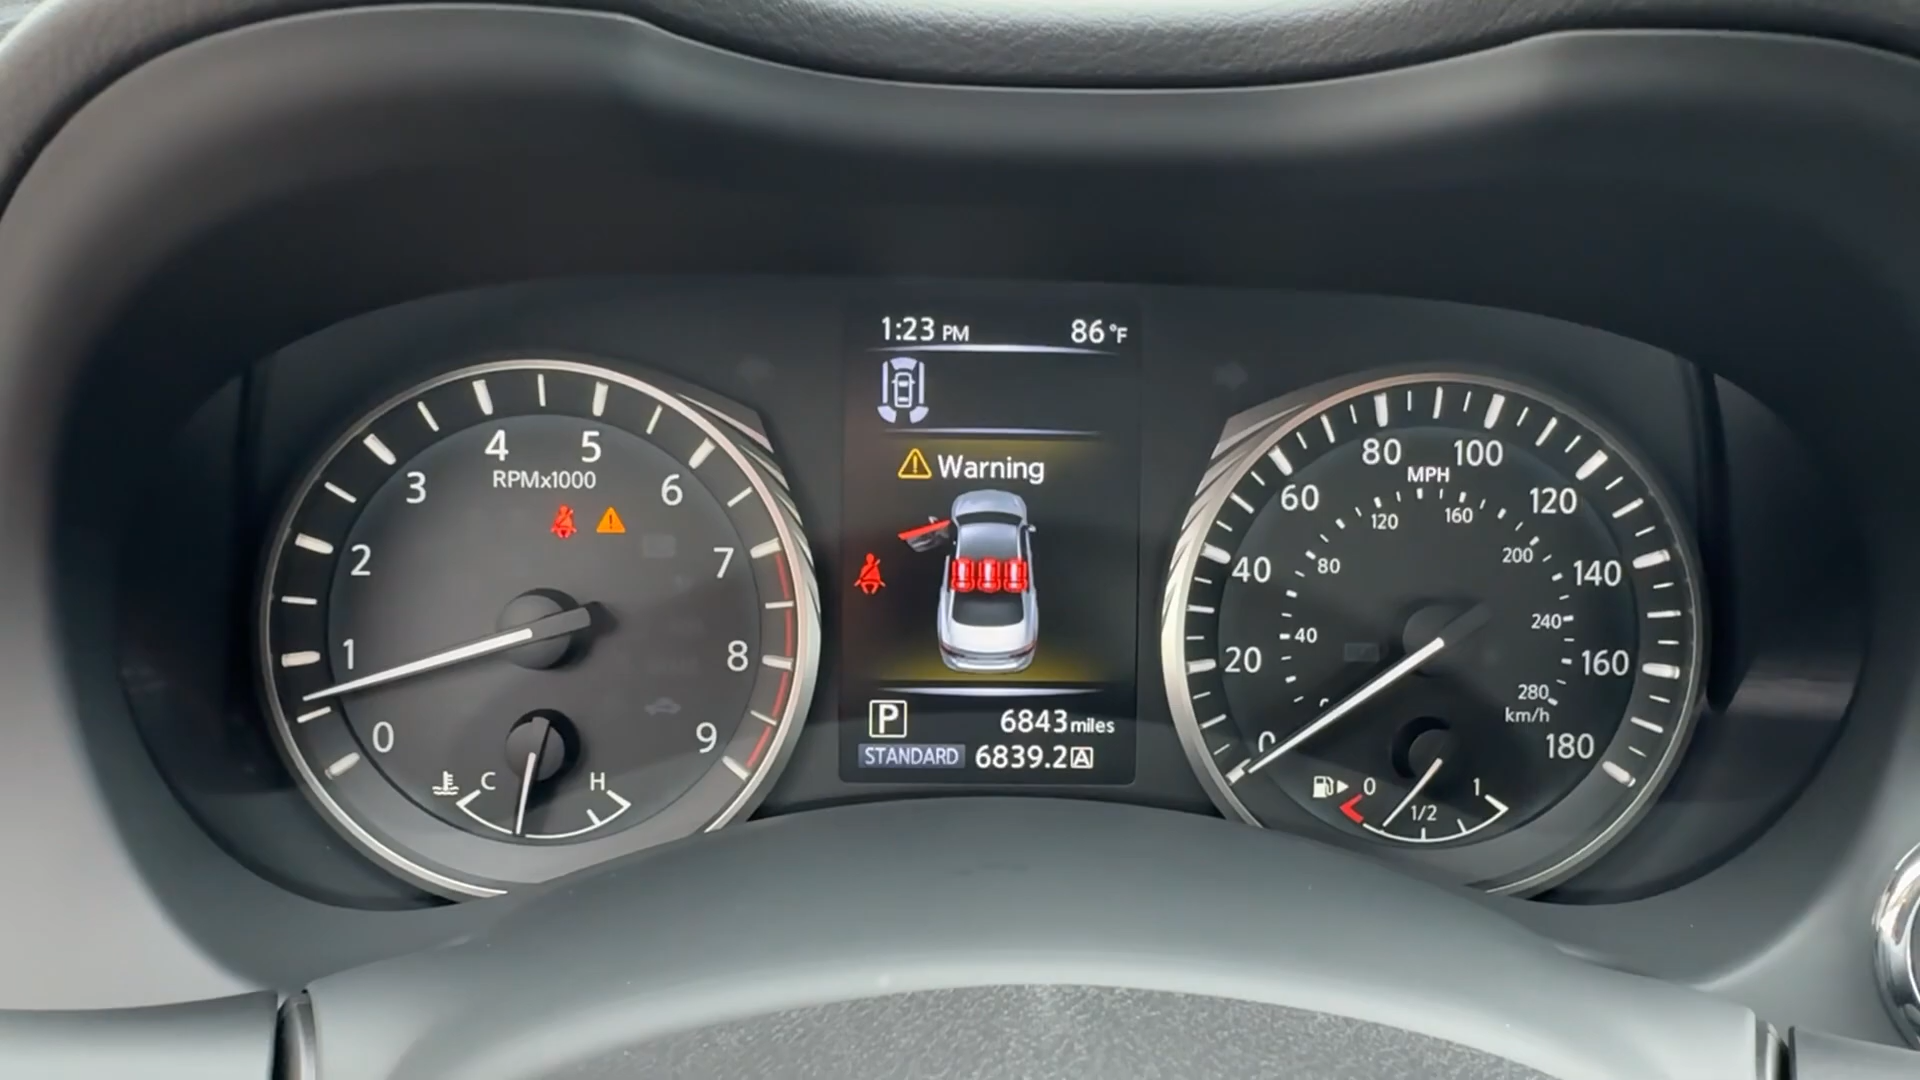 1:23 PM 86°F
Warning
P 6843 miles
STANDARD 6839.2 A
0 1 2 3 4 5 6 7 8 9
RPMx1000
C H
0 20 40 60 80 100 120 140 160 180
MPH
40 80 120 160 200 240 280
km/h
0 1/2 1